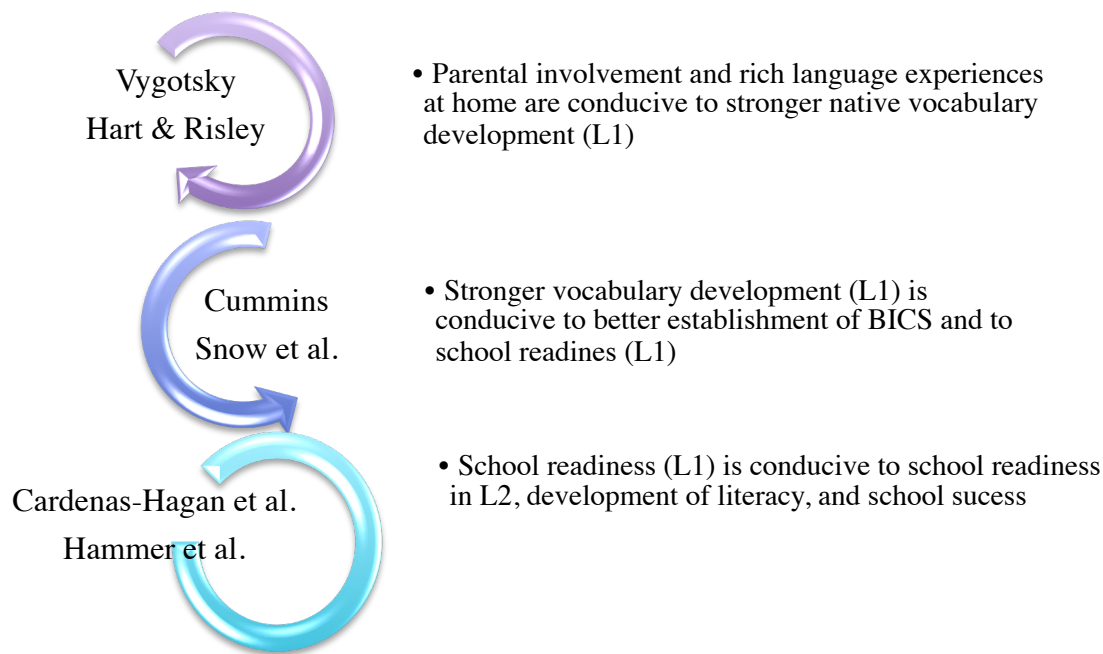 Vygotsky
Hart & Risley
• Parental involvement and rich language experiences
at home are conducive to stronger native vocabulary
development (L1)
Cummins
Snow et al.
• Stronger vocabulary development (L1) is
conducive to better establishment of BICS and to
school readines (L1)
Cardenas-Hagan et al.
Hammer et al.
• School readiness (L1) is conducive to school readiness
in L2, development of literacy, and school sucess